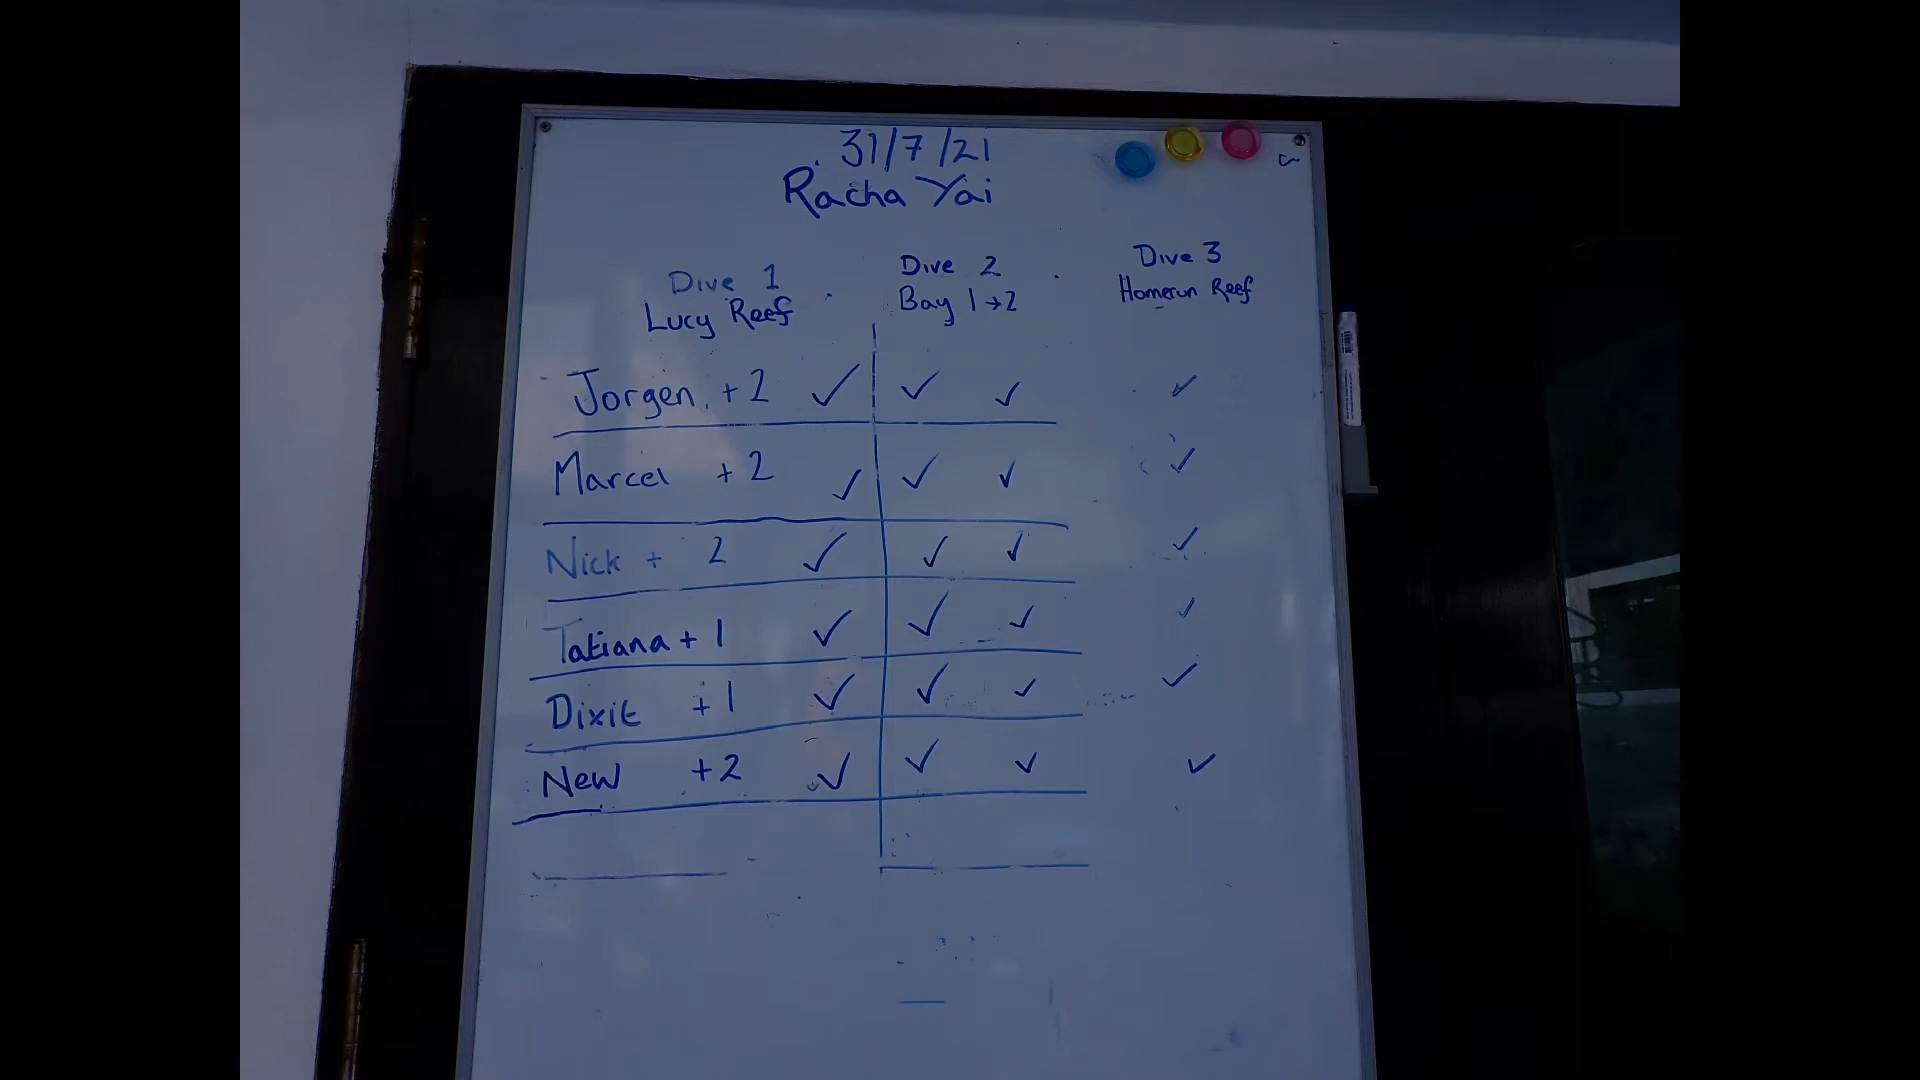 31/7/21
Racha Yai
Dive 1 Dive 2 Dive 3
Lucy Reef Bay 1→2 Homerun Reef
Jorgen +2 ✓ ✓ ✓ ✓
Marcel +2 ✓ ✓ ✓ ✓
Nick + 2 ✓ ✓ ✓ ✓
Tatiana + 1 ✓ ✓ ✓ ✓
Dixit +1 ✓ ✓ ✓ ✓
New +2 ✓ ✓ ✓ ✓